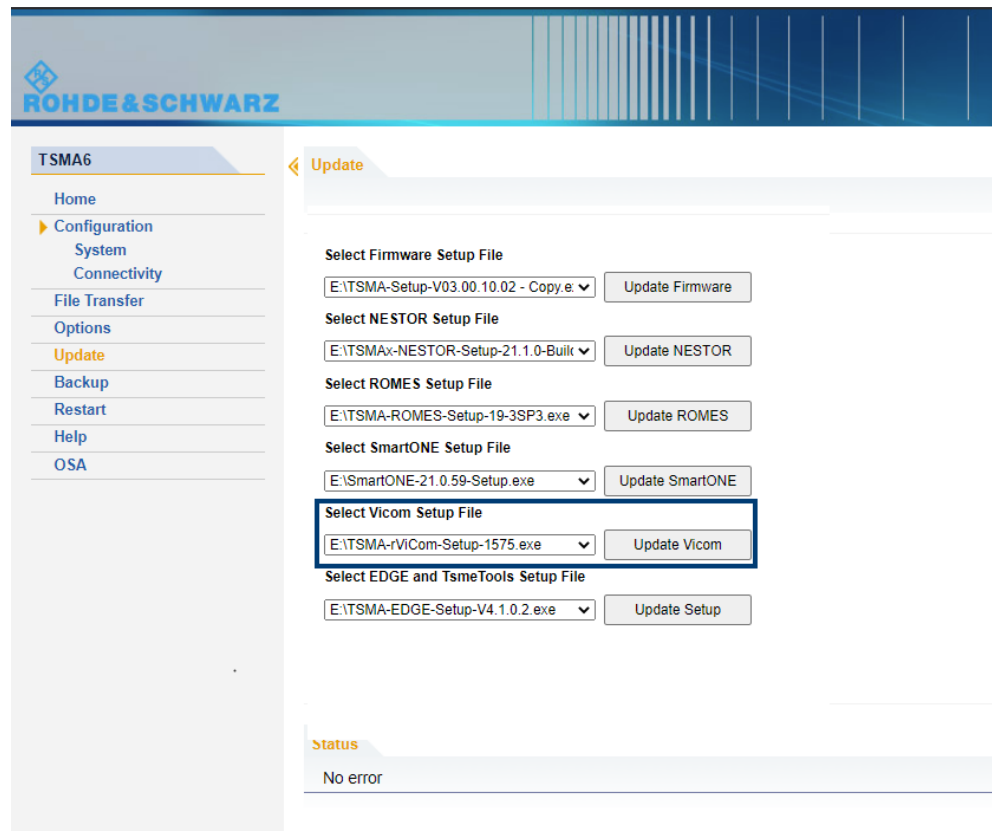 R&S
ROHDE&SCHWARZ
TSMA6
Home
Configuration
System
Connectivity
File Transfer
Options
Update
Backup
Restart
Help
OSA
Update
Select Firmware Setup File
E:\TSMA-Setup-V03.00.10.02 - Copy.e
Update Firmware
Select NESTOR Setup File
E:\TSMAx-NESTOR-Setup-21.1.0-Buil
Update NESTOR
Select ROMES Setup File
E:\TSMA-ROMES-Setup-19-3SP3.exe
Update ROMES
Select SmartONE Setup File
E:\SmartONE-21.0.59-Setup.exe
Update SmartONE
Select Vicom Setup File
E:\TSMA-rViCom-Setup-1575.exe
Update Vicom
Select EDGE and TsmeTools Setup File
E:\TSMA-EDGE-Setup-V4.1.0.2.exe
Update Setup
Status
No error